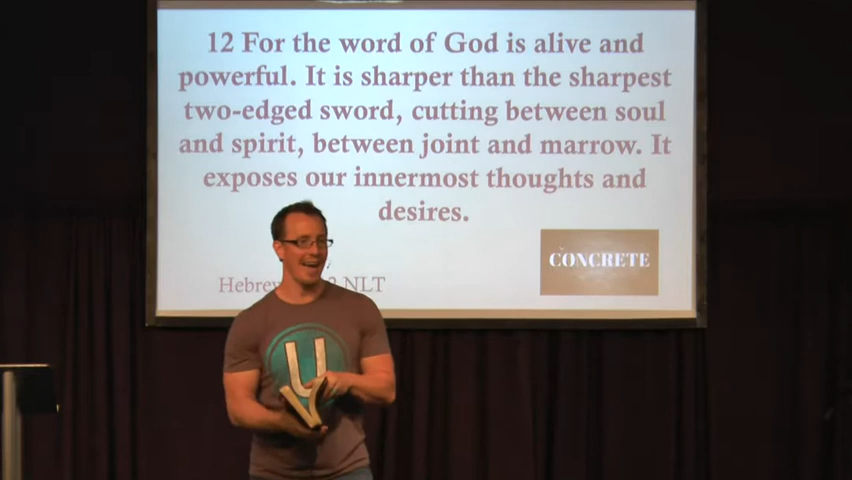 12 For the word of God is alive and
powerful. It is sharper than the sharpest
two-edged sword, cutting between soul
and spirit, between joint and marrow. It
exposes our innermost thoughts and
desires.
CONCRETE
NLT
U